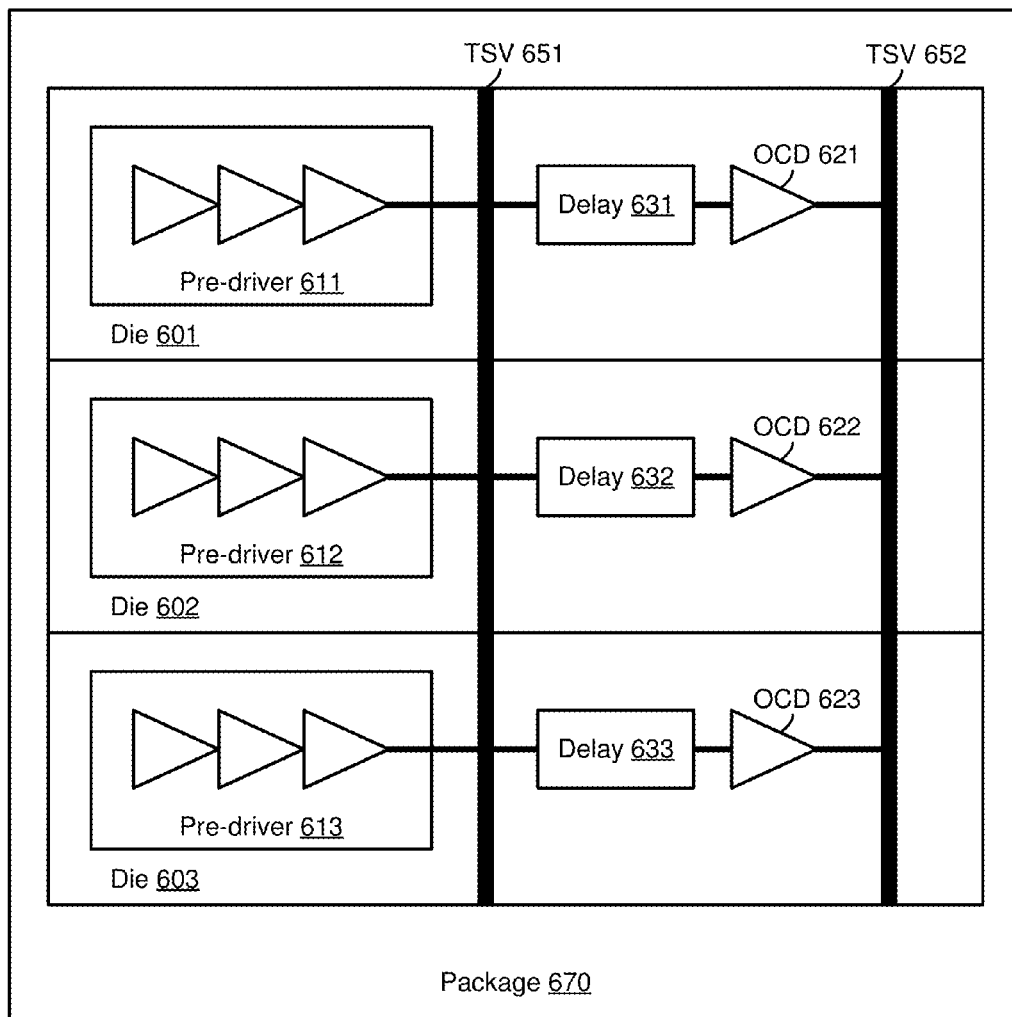 TSV 651
TSV 652
OCD 621
Delay 631
Pre-driver 611
Die 601
OCD 622
Delay 632
Pre-driver 612
Die 602
OCD 623
Delay 633
Pre-driver 613
Die 603
Package 670